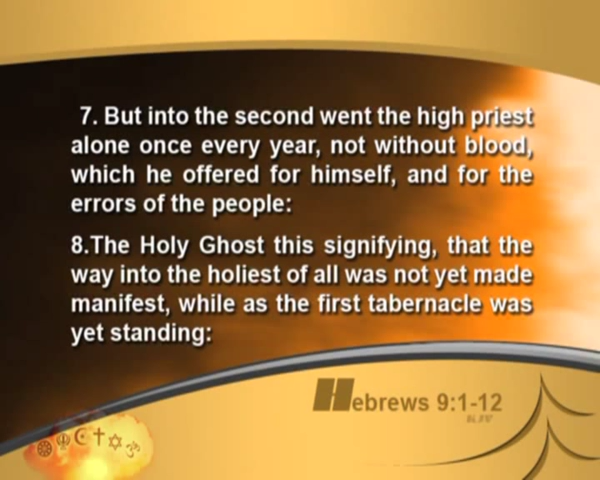 7. But into the second went the high priest
alone once every year, not without blood,
which he offered for himself, and for the
errors of the people:
8.The Holy Ghost this signifying, that the
way into the holiest of all was not yet made
manifest, while as the first tabernacle was
yet standing:
Hebrews 9:1-12